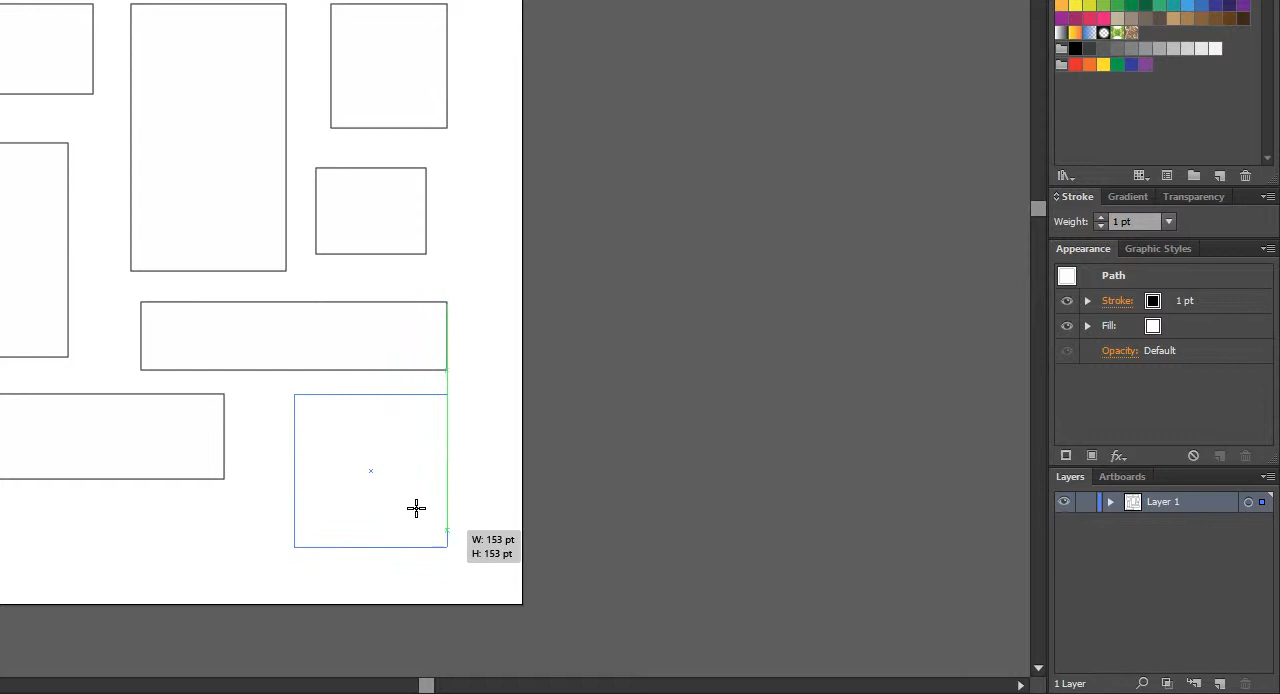 Stroke Gradient Transparency
Weight: 1 pt
Appearance Graphic Styles
Path
Stroke: 1 pt
Fill:
Opacity: Default
fx
Layers Artboards
Layer 1
W: 153 pt
H: 153 pt
1 Layer